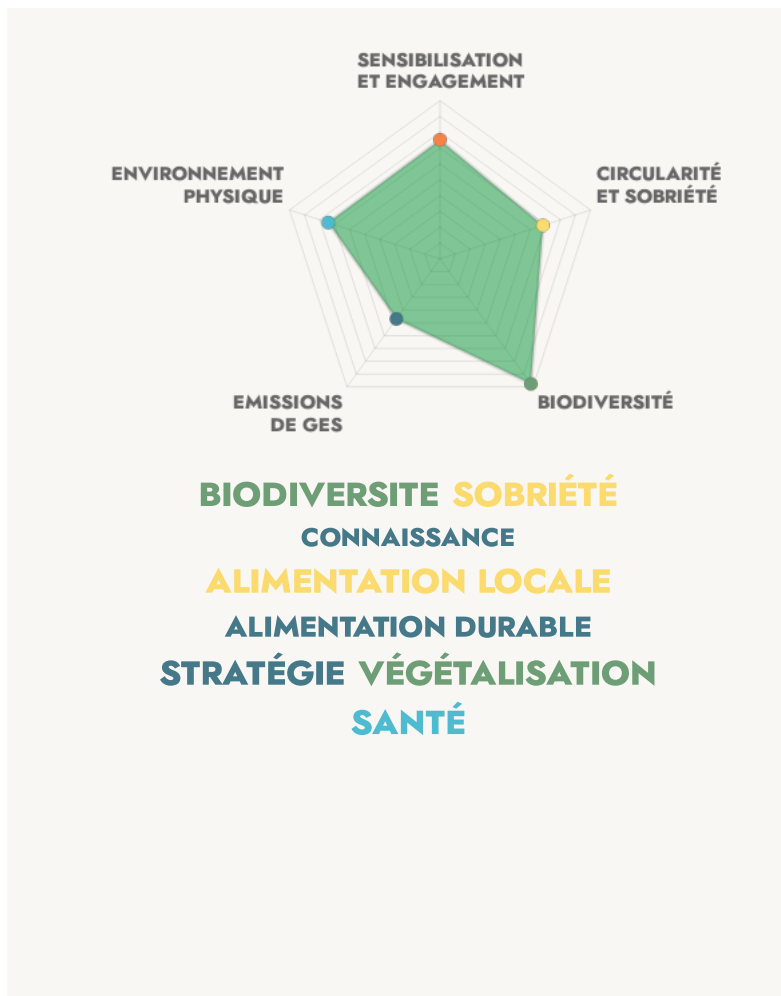 SENSIBILISATION
ET ENGAGEMENT
ENVIRONNEMENT
PHYSIQUE
CIRCULARITÉ
ET SOBRIÉTÉ
EMISSIONS
DE GES
BIODIVERSITÉ
BIODIVERSITE SOBRIÉTÉ
CONNAISSANCE
ALIMENTATION LOCALE
ALIMENTATION DURABLE
STRATÉGIE VÉGÉTALISATION
SANTÉ